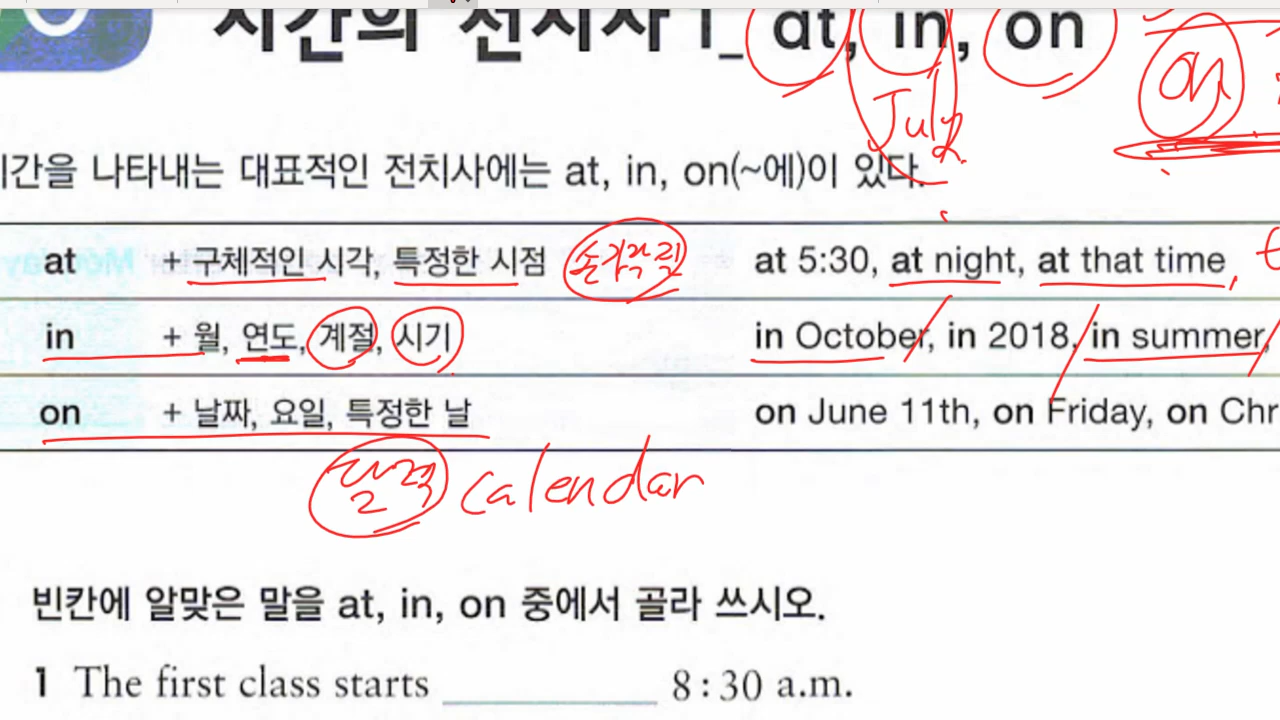 시간의 전치사 1_ at, in, on
July
on
시간을 나타내는 대표적인 전치사에는 at, in, on(~에)이 있다.
at + 구체적인 시각, 특정한 시점 손가락 at 5:30, at night, at that time,
in + 월, 연도, 계절, 시기 in October, in 2018, in summer,
on + 날짜, 요일, 특정한 날 on June 11th, on Friday, on Chr
달력 calendar
빈칸에 알맞은 말을 at, in, on 중에서 골라 쓰시오.
1 The first class starts 8:30 a.m.